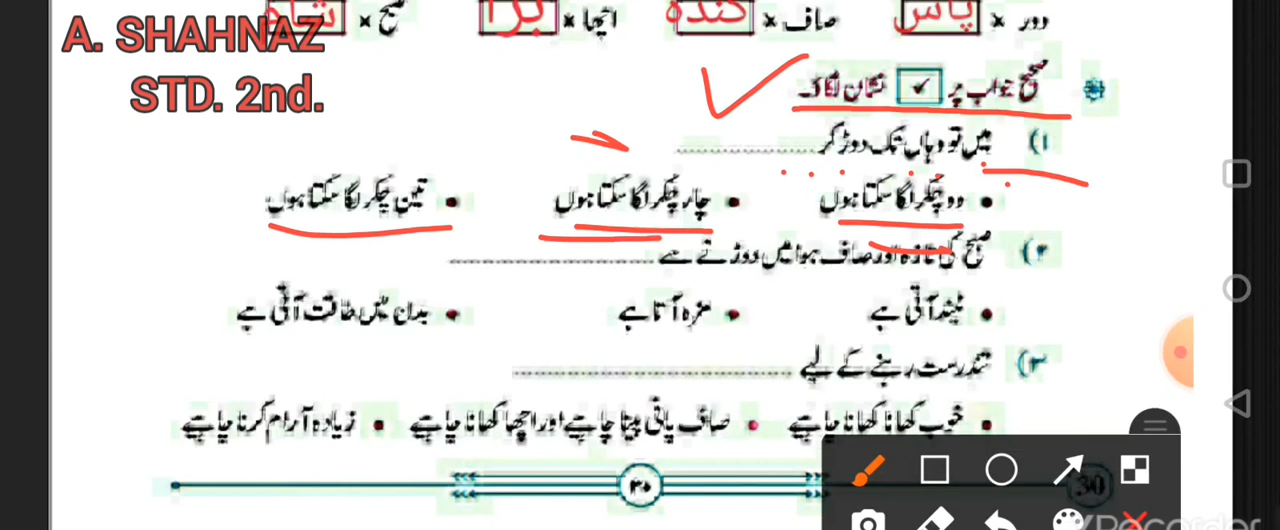 دور × پاس صاف × گندہ اچھا × برا صبح × شام
A. SHAHNAZ
STD. 2nd.
صحیح جواب پر ✓ نشان لگاؤ۔
۱) میں تو وہاں تک دوڑ کر ....................
• دو چکر لگا سکتا ہوں • چار چکر لگا سکتا ہوں • تین چکر لگا سکتا ہوں
۲) صبح کی تازہ اور صاف ہوا میں دوڑنے سے ....................
• نیند آتی ہے • مزہ آتا ہے • بدن میں طاقت آتی ہے
۳) تندرست رہنے کے لیے ....................
• خوب کھانا کھانا چاہیے • صاف پانی پینا چاہیے اور اچھا کھانا چاہیے • زیادہ آرام کرنا چاہیے
۳۰
30